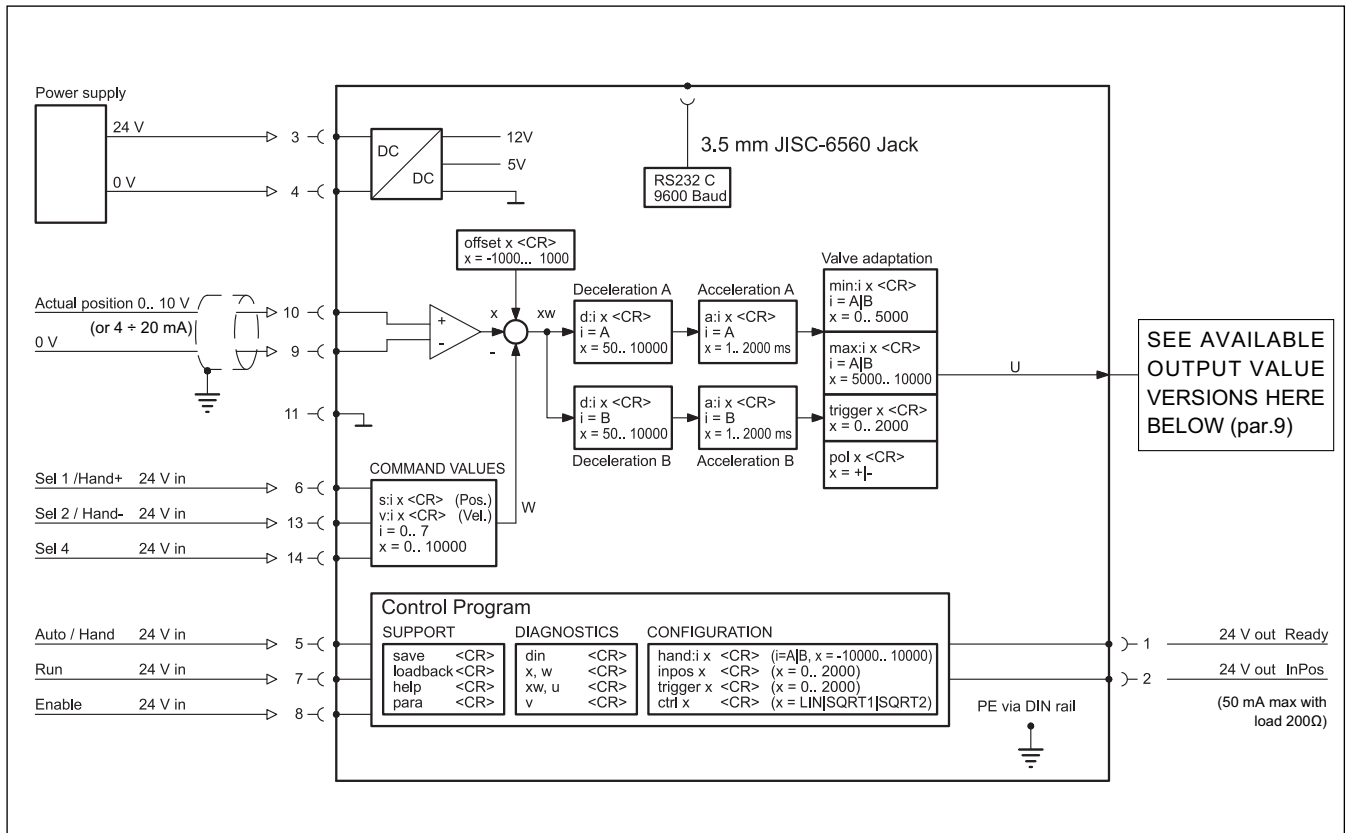 Power supply
24 V
0 V
3
4
DC
DC
12V
5V
3.5 mm JISC-6560 Jack
RS232 C
9600 Baud
offset x <CR>
x = -1000... 1000
Actual position 0.. 10 V
(or 4 ÷ 20 mA)
0 V
10
9
11
+
-
x
-
xw
Deceleration A
d:i x <CR>
i = A
x = 50.. 10000
Acceleration A
a:i x <CR>
i = A
x = 1.. 2000 ms
d:i x <CR>
i = B
x = 50.. 10000
Deceleration B
a:i x <CR>
i = B
x = 1.. 2000 ms
Acceleration B
Valve adaptation
min:i x <CR>
i = A|B
x = 0.. 5000
max:i x <CR>
i = A|B
x = 5000.. 10000
trigger x <CR>
x = 0.. 2000
pol x <CR>
x = +|-
U
SEE AVAILABLE
OUTPUT VALUE
VERSIONS HERE
BELOW (par.9)
Sel 1 /Hand+ 24 V in 6
Sel 2 / Hand- 24 V in 13
Sel 4 24 V in 14
COMMAND VALUES
s:i x <CR> (Pos.)
v:i x <CR> (Vel.)
i = 0.. 7
x = 0.. 10000
W
Auto / Hand 24 V in 5
Run 24 V in 7
Enable 24 V in 8
Control Program
SUPPORT
save <CR>
loadback <CR>
help <CR>
para <CR>
DIAGNOSTICS
din <CR>
x, w <CR>
xw, u <CR>
v <CR>
CONFIGURATION
hand:i x <CR> (i=A|B, x = -10000.. 10000)
inpos x <CR> (x = 0.. 2000)
trigger x <CR> (x = 0.. 2000)
ctrl x <CR> (x = LIN|SQRT1|SQRT2)
PE via DIN rail
1 24 V out Ready
2 24 V out InPos
(50 mA max with
load 200Ω)